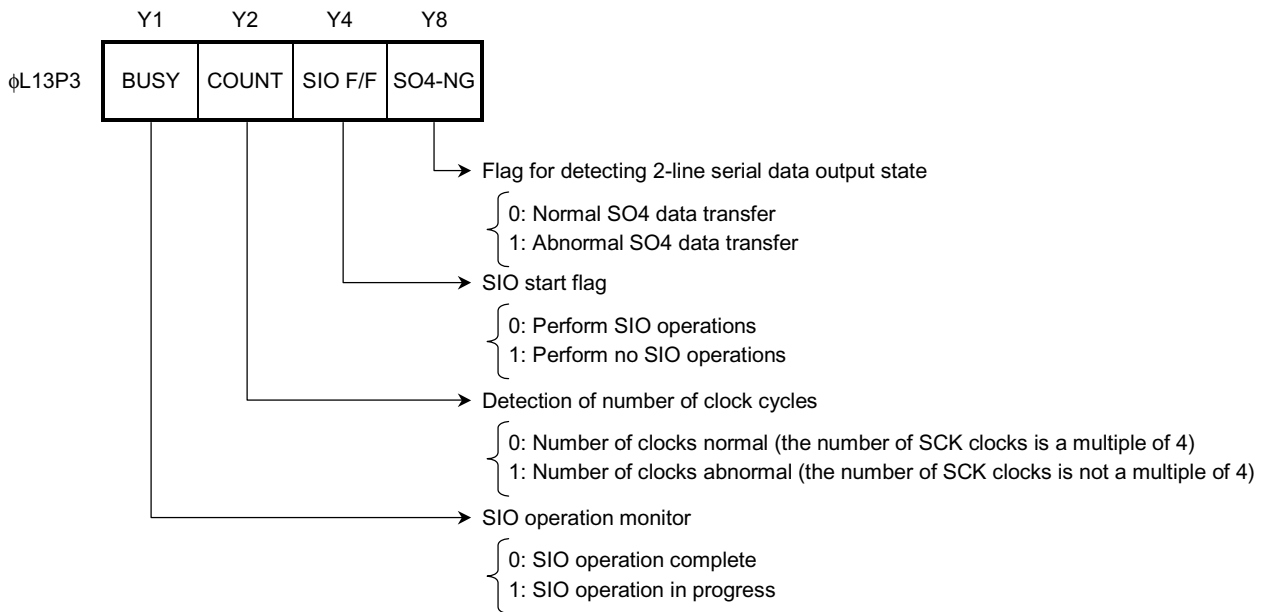 Y1 Y2 Y4 Y8
ϕL13P3 BUSY COUNT SIO F/F SO4-NG
Flag for detecting 2-line serial data output state
0: Normal SO4 data transfer
1: Abnormal SO4 data transfer
SIO start flag
0: Perform SIO operations
1: Perform no SIO operations
Detection of number of clock cycles
0: Number of clocks normal (the number of SCK clocks is a multiple of 4)
1: Number of clocks abnormal (the number of SCK clocks is not a multiple of 4)
SIO operation monitor
0: SIO operation complete
1: SIO operation in progress